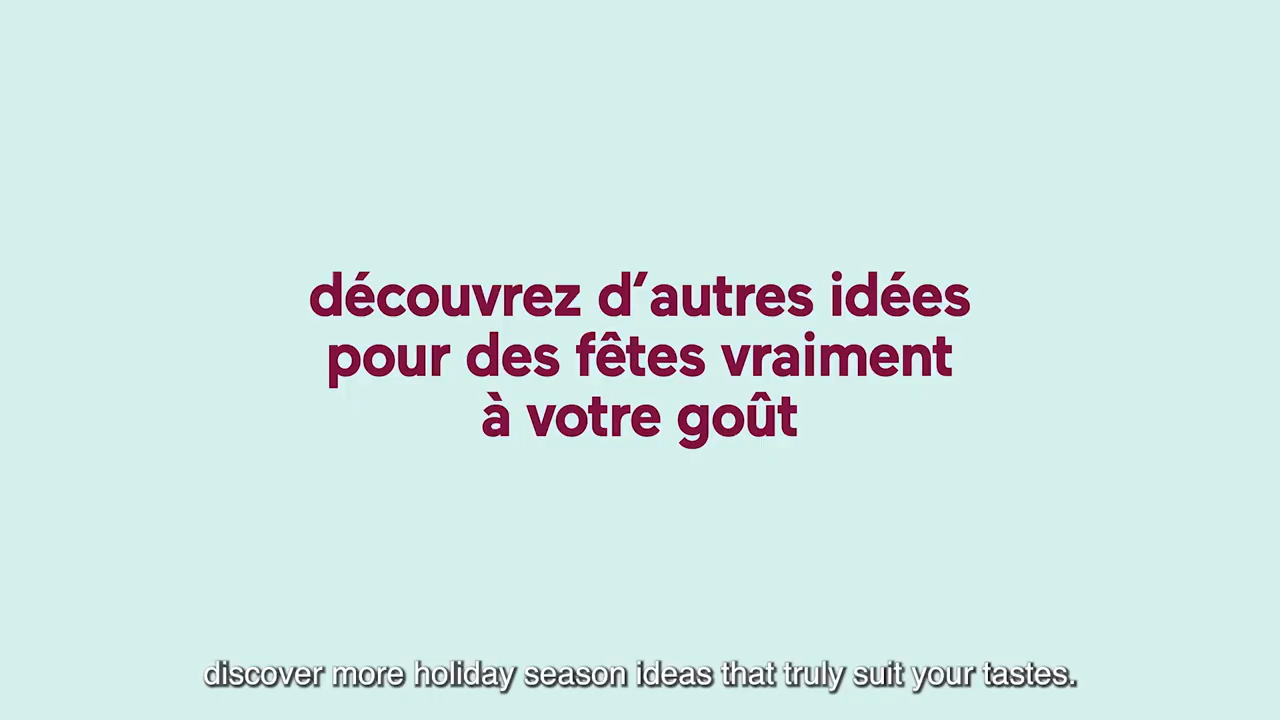 découvrez d’autres idées
pour des fêtes vraiment
à votre goût
discover more holiday season ideas that truly suit your tastes.